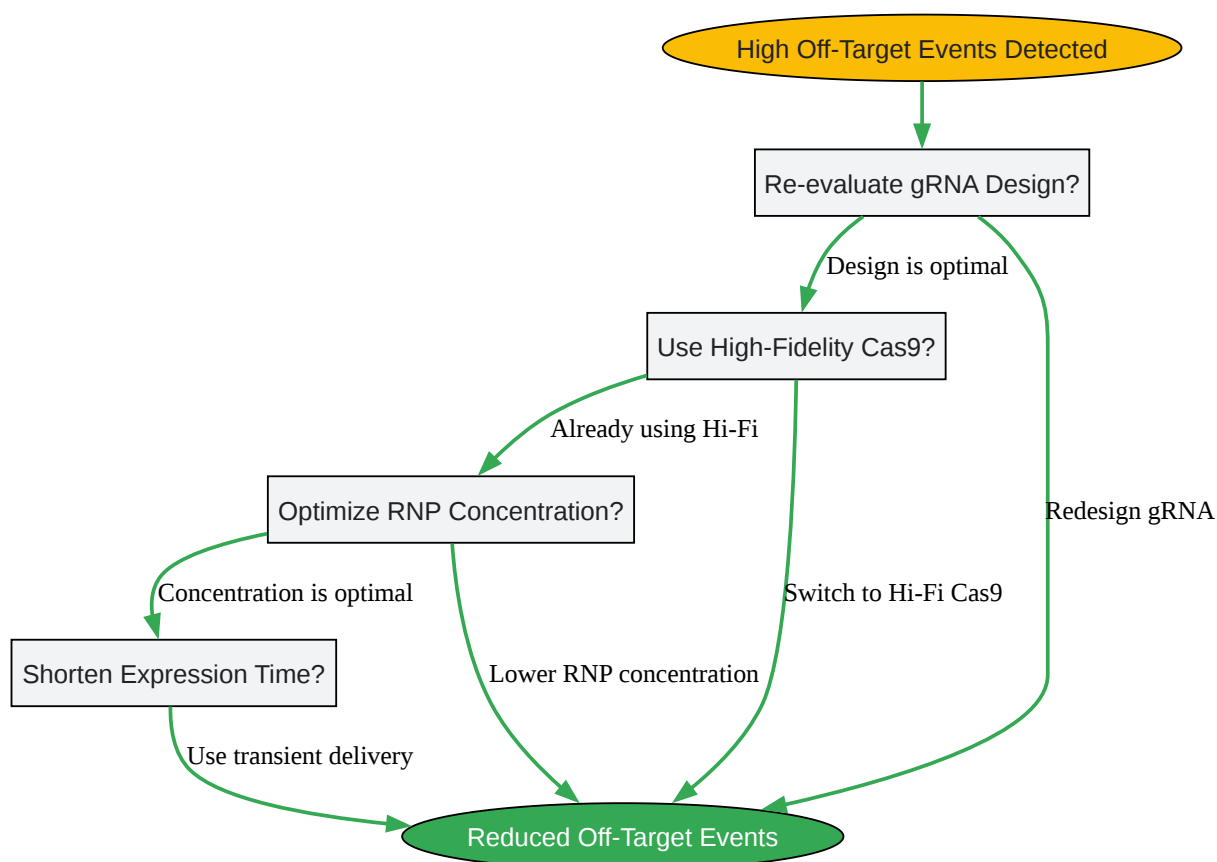 High Off-Target Events Detected
Re-evaluate gRNA Design?
Design is optimal
Use High-Fidelity Cas9?
Already using Hi-Fi
Optimize RNP Concentration?
Redesign gRNA
Concentration is optimal
Switch to Hi-Fi Cas9
Shorten Expression Time?
Lower RNP concentration
Use transient delivery
Reduced Off-Target Events